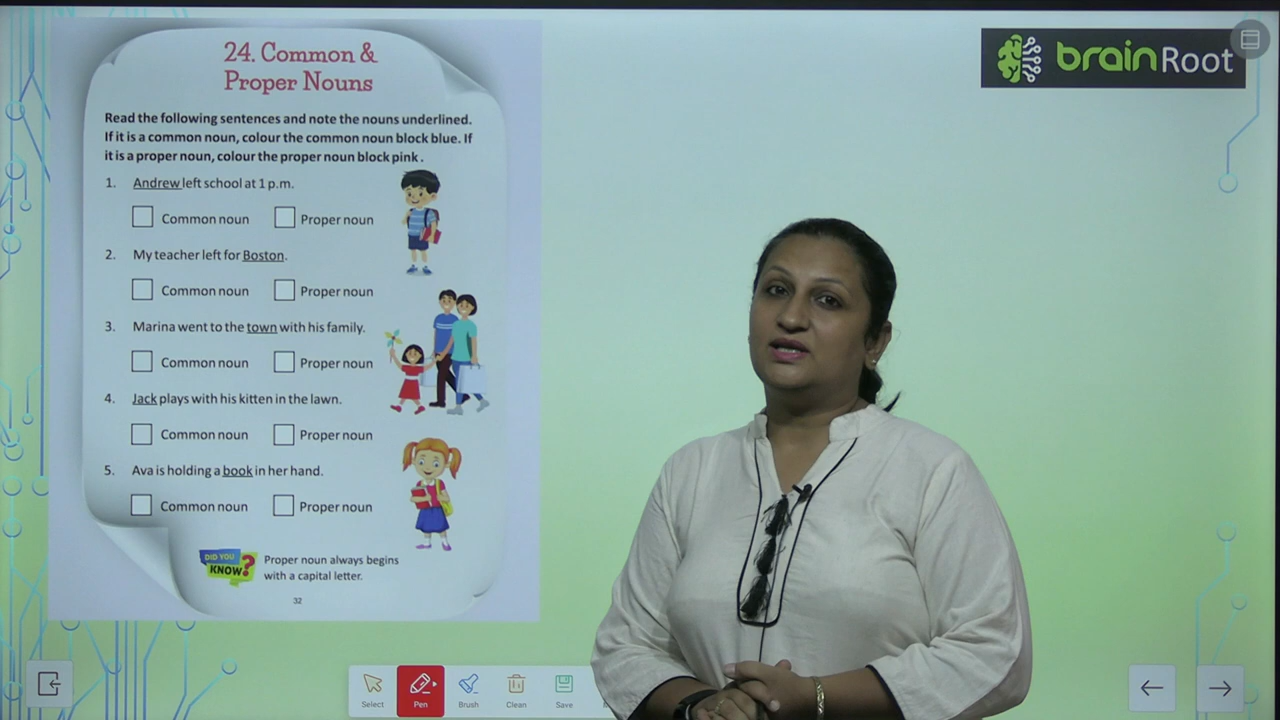 24. Common &
Proper Nouns
Read the following sentences and note the nouns underlined.
If it is a common noun, colour the common noun block blue. If
it is a proper noun, colour the proper noun block pink .
1. Andrew left school at 1 p.m.
Common noun Proper noun
2. My teacher left for Boston.
Common noun Proper noun
3. Marina went to the town with his family.
Common noun Proper noun
4. Jack plays with his kitten in the lawn.
Common noun Proper noun
5. Ava is holding a book in her hand.
Common noun Proper noun
DID YOU
KNOW?
Proper noun always begins
with a capital letter.
32
brainRoot
Select Pen Brush Clean Save